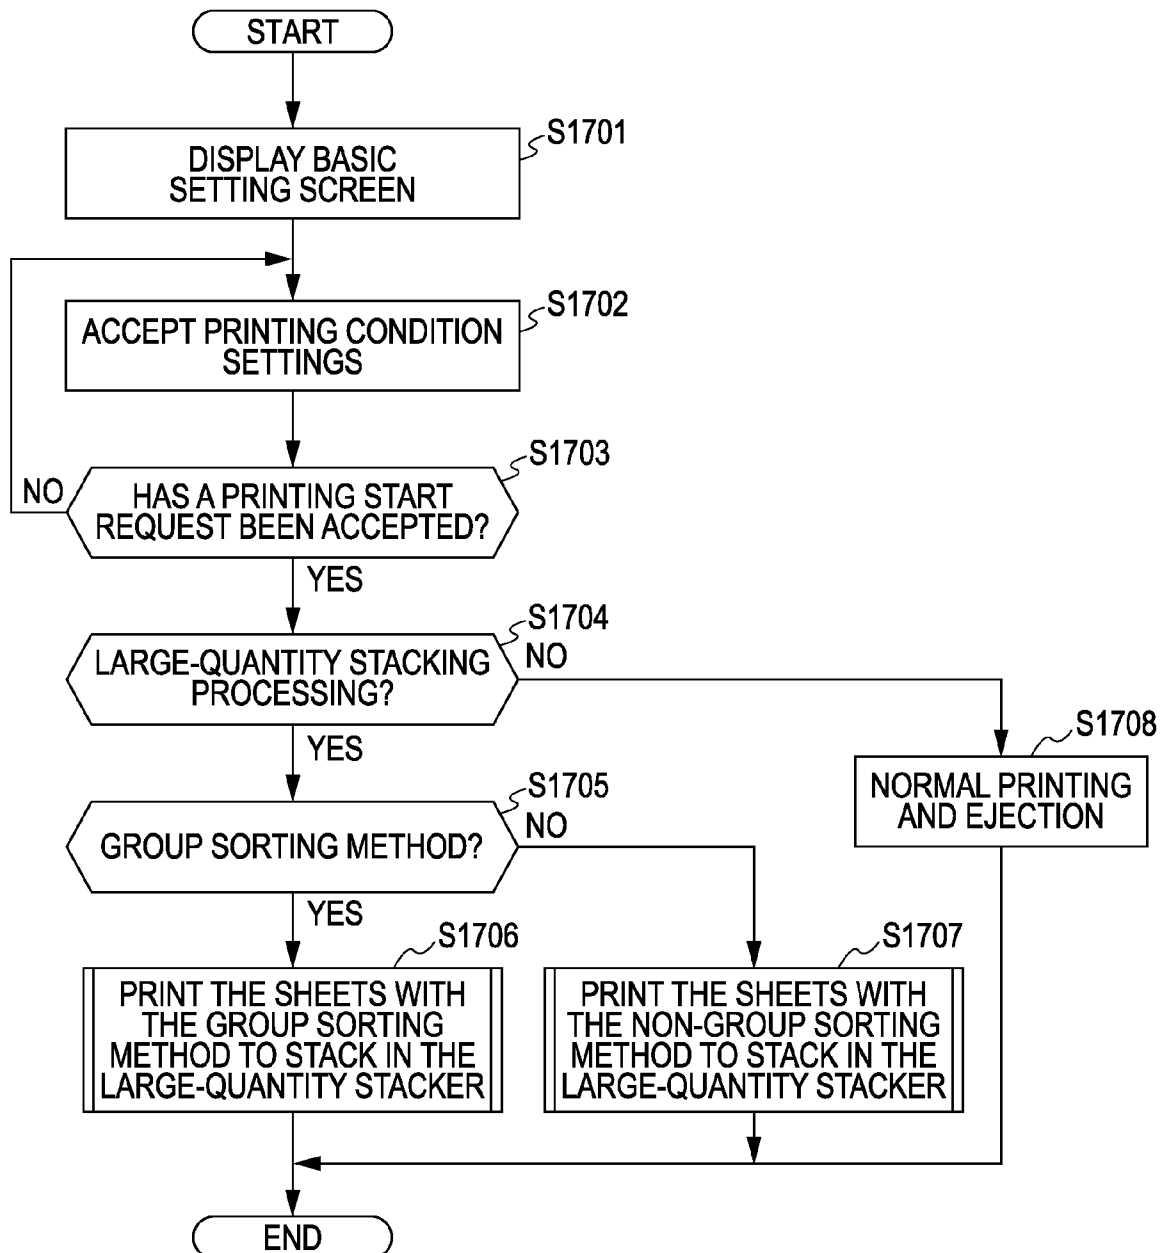 START
S1701
DISPLAY BASIC
SETTING SCREEN
S1702
ACCEPT PRINTING CONDITION
SETTINGS
S1703
NO
HAS A PRINTING START
REQUEST BEEN ACCEPTED?
YES
S1704
NO
LARGE-QUANTITY STACKING
PROCESSING?
YES
S1708
NORMAL PRINTING
AND EJECTION
S1705
NO
GROUP SORTING METHOD?
YES
S1706
PRINT THE SHEETS WITH
THE GROUP SORTING
METHOD TO STACK IN THE
LARGE-QUANTITY STACKER
S1707
PRINT THE SHEETS WITH
THE NON-GROUP SORTING
METHOD TO STACK IN THE
LARGE-QUANTITY STACKER
END